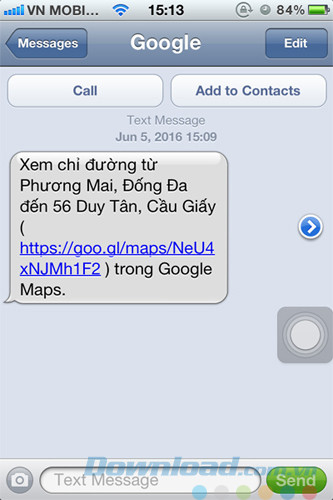 VN MOBI... 15:13 84%
Messages Google Edit
Call Add to Contacts
Text Message
Jun 5, 2016 15:09
Xem chỉ đường từ
Phương Mai, Đống Đa
đến 56 Duy Tân, Cầu Giấy
(
https://goo.gl/maps/NeU4
xNJMh1F2 ) trong Google
Maps.
Text Message Send
Download.com.vn